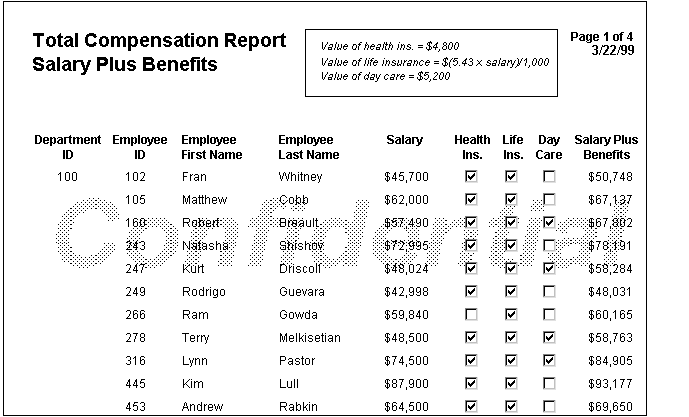 Total Compensation Report
Salary Plus Benefits
Value of health ins. = $4,800
Value of life insurance = $(5.43 x salary)/1,000
Value of day care = $5,200
Page 1 of 4
3/22/99
Department Employee Employee Employee Salary Health Life Day Salary Plus
ID ID First Name Last Name Ins. Ins. Care Benefits
100 102 Fran Whitney $45,700 $50,748
105 Matthew Cobb $62,000 $67,137
160 Robert Breault $57,490 $67,802
243 Natasha Shishov $72,995 $78,191
247 Kurt Driscoll $48,024 $58,284
249 Rodrigo Guevara $42,998 $48,031
266 Ram Gowda $59,840 $60,165
278 Terry Melkisetian $48,500 $58,763
316 Lynn Pastor $74,500 $84,905
445 Kim Lull $87,900 $93,177
453 Andrew Rabkin $64,500 $69,650
Confidential